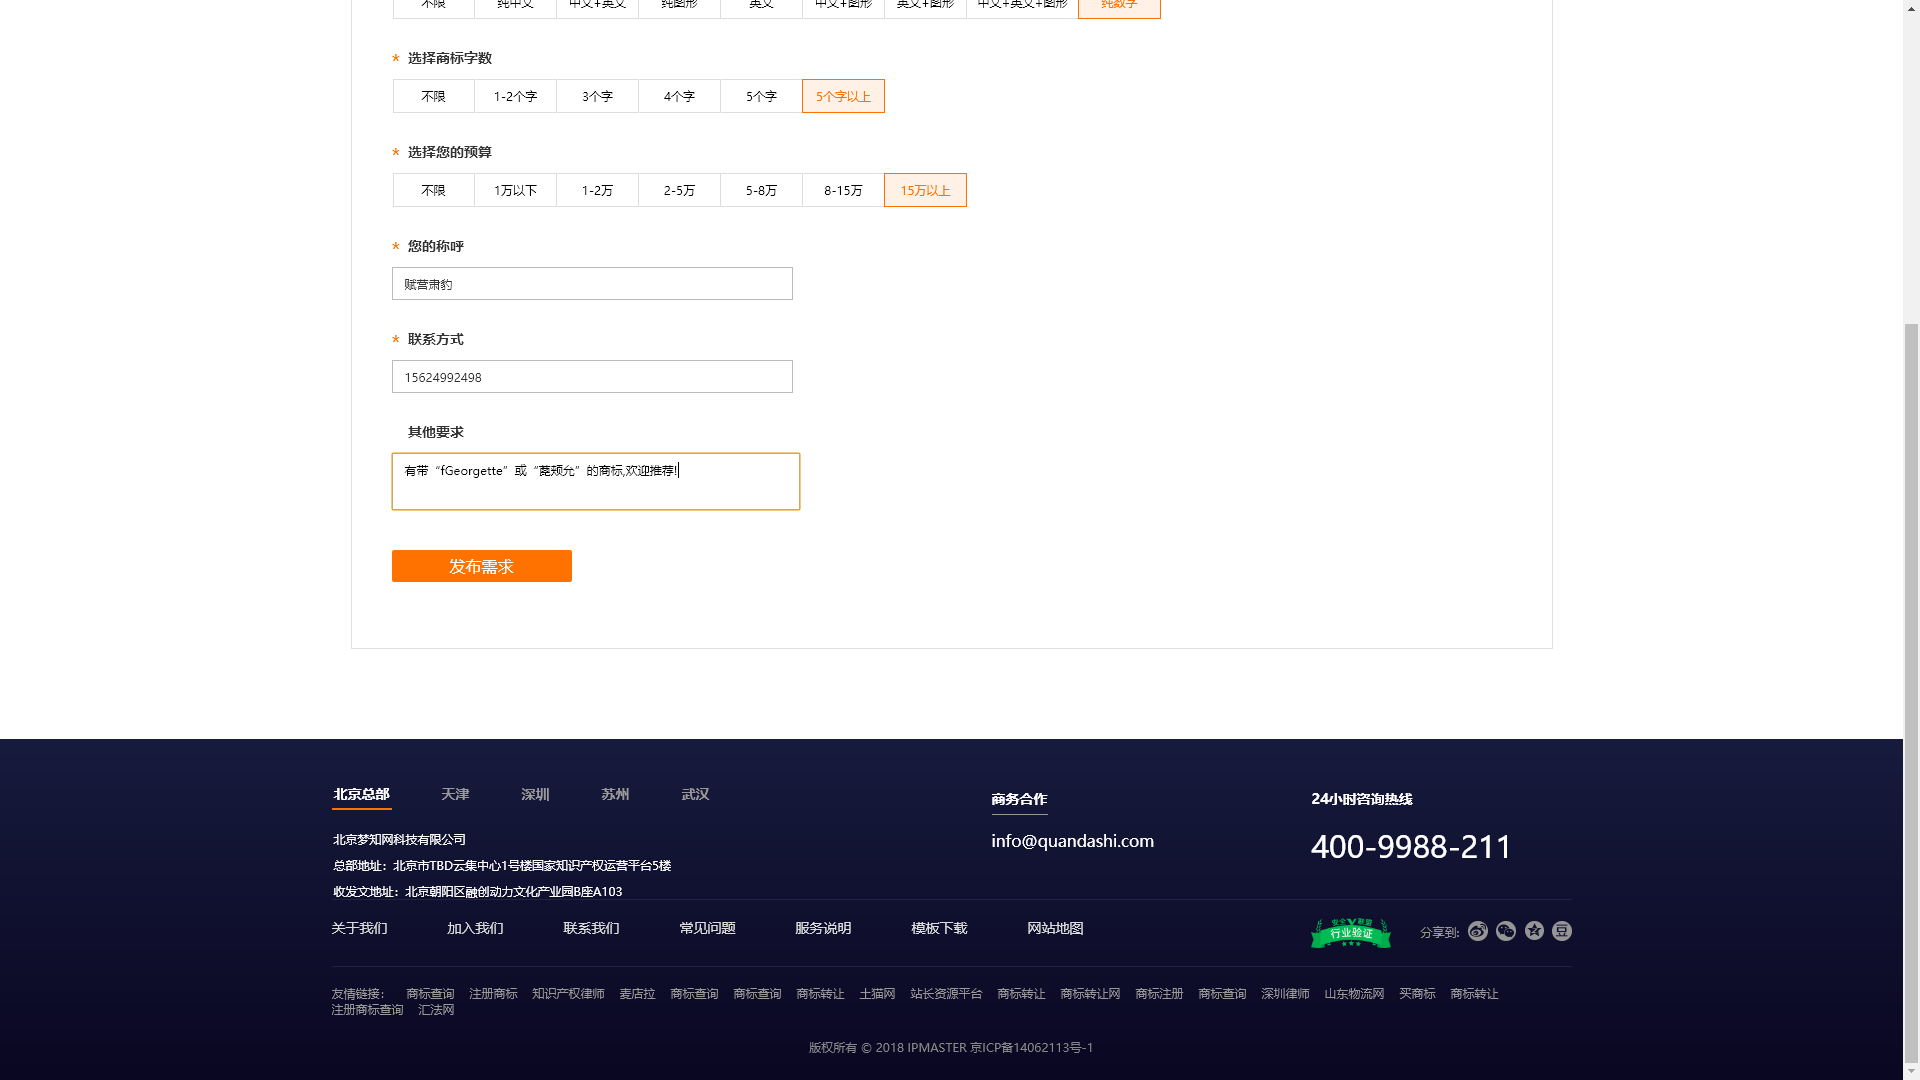 不限 纯中文 中文+英文 纯图形 英文 中文+图形 英文+图形 中文+英文+图形 纯数字
* 选择商标字数
不限 1-2个字 3个字 4个字 5个字 5个字以上
* 选择您的预算
不限 1万以下 1-2万 2-5万 5-8万 8-15万 15万以上
* 您的称呼
赋营肃豹
* 联系方式
15624992498
其他要求
有带“fGeorgette”或“蓖颊允”的商标,欢迎推荐!
发布需求
北京总部 天津 深圳 苏州 武汉
北京梦知网科技有限公司
总部地址：北京市TBD云集中心1号楼国家知识产权运营平台5楼
收发文地址：北京朝阳区融创动力文化产业园B座A103
商务合作
info@quandashi.com
24小时咨询热线
400-9988-211
关于我们 加入我们 联系我们 常见问题 服务说明 模板下载 网站地图
安全联盟
行业验证
分享到:
豆
友情链接： 商标查询 注册商标 知识产权律师 麦店拉 商标查询 商标查询 商标转让 土猫网 站长资源平台 商标转让 商标转让网 商标注册 商标查询 深圳律师 山东物流网 买商标 商标转让
注册商标查询 汇法网
版权所有 © 2018 IPMASTER 京ICP备14062113号-1